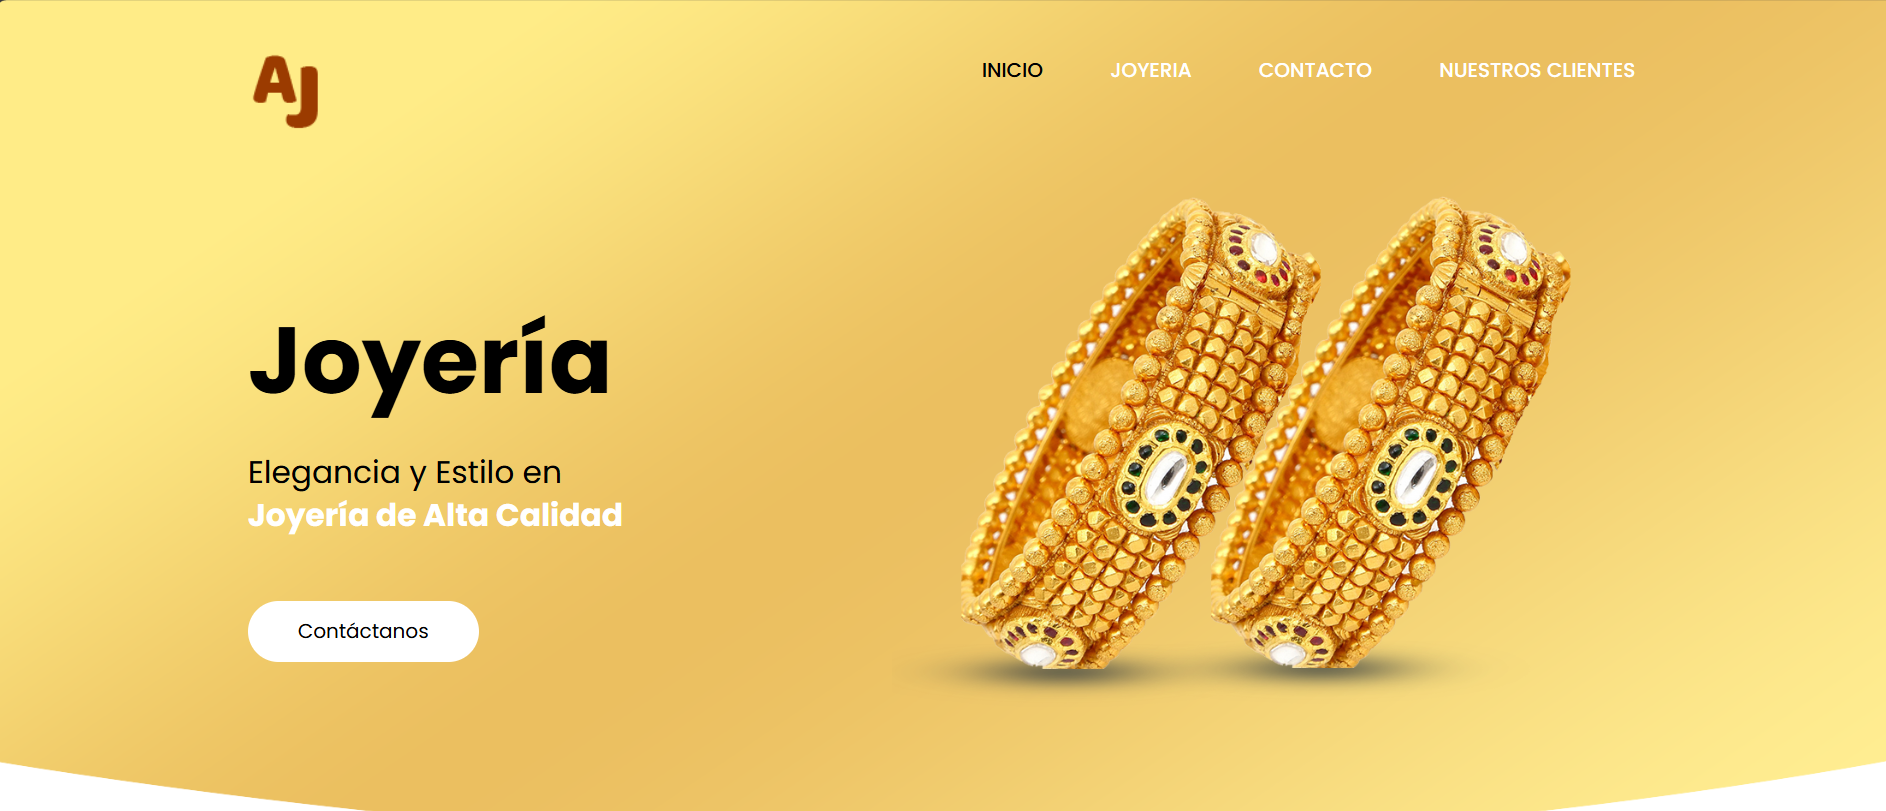 AJ
INICIO JOYERIA CONTACTO NUESTROS CLIENTES
Joyería
Elegancia y Estilo en
Joyería de Alta Calidad
Contáctanos